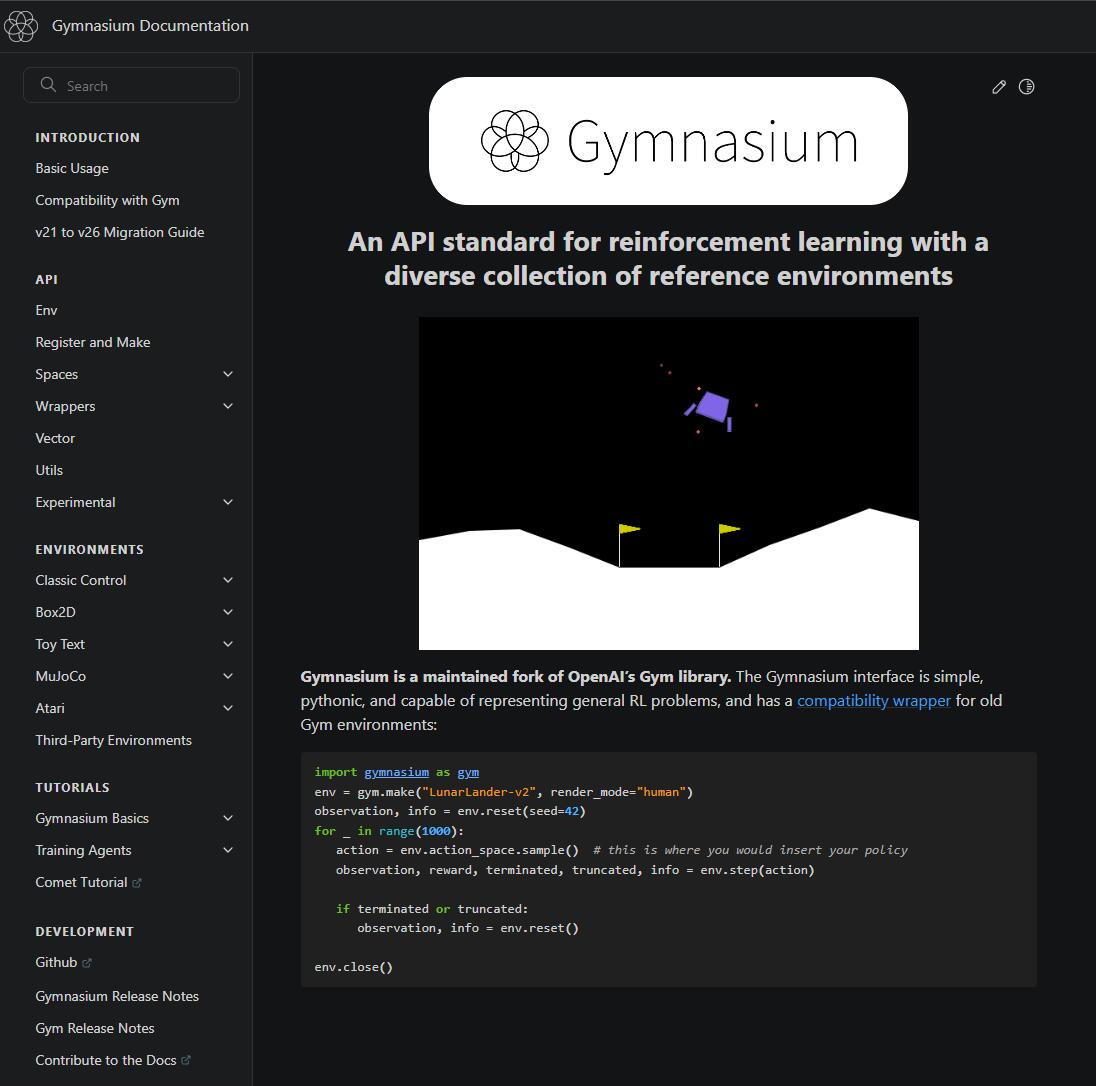 Gymnasium Documentation
Search
INTRODUCTION
Basic Usage
Compatibility with Gym
v21 to v26 Migration Guide
API
Env
Register and Make
Spaces
Wrappers
Vector
Utils
Experimental
ENVIRONMENTS
Classic Control
Box2D
Toy Text
MuJoCo
Atari
Third-Party Environments
TUTORIALS
Gymnasium Basics
Training Agents
Comet Tutorial
DEVELOPMENT
Github
Gymnasium Release Notes
Gym Release Notes
Contribute to the Docs
Gymnasium
An API standard for reinforcement learning with a
diverse collection of reference environments
Gymnasium is a maintained fork of OpenAI’s Gym library. The Gymnasium interface is simple,
pythonic, and capable of representing general RL problems, and has a compatibility wrapper for old
Gym environments:
import gymnasium as gym
env = gym.make("LunarLander-v2", render_mode="human")
observation, info = env.reset(seed=42)
for _ in range(1000):
   action = env.action_space.sample()  # this is where you would insert your policy
   observation, reward, terminated, truncated, info = env.step(action)
   if terminated or truncated:
      observation, info = env.reset()
env.close()